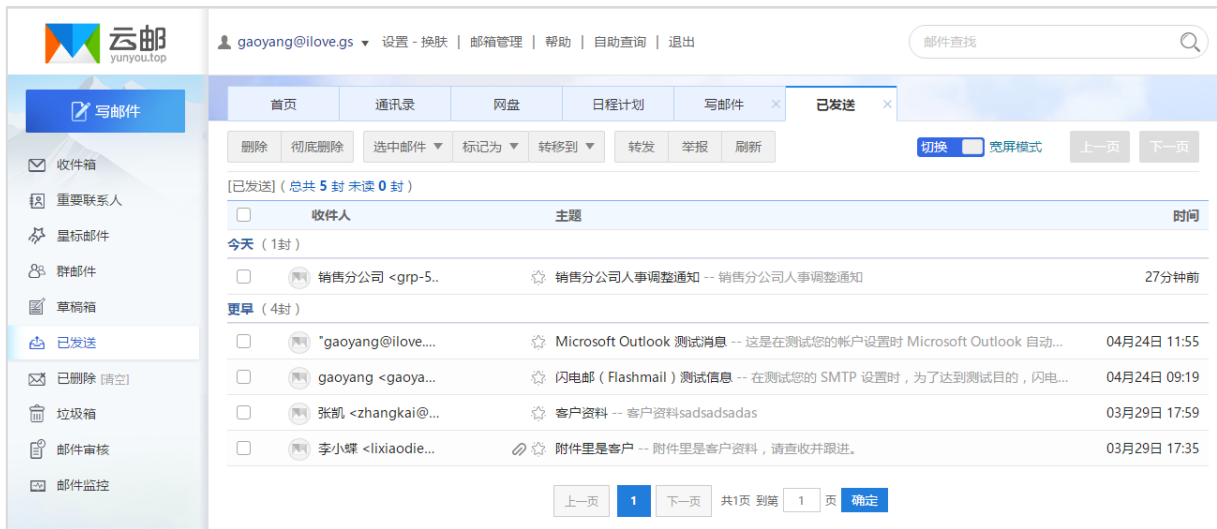 云邮
yunyou.top
gaoyang@ilove.gs 设置 - 换肤 | 邮箱管理 | 帮助 | 自助查询 | 退出
邮件查找
写邮件
首页 通讯录 网盘 日程计划 写邮件 × 已发送 ×
删除 彻底删除 选中邮件 标记为 转移到 转发 举报 刷新 切换 宽屏模式 上一页 下一页
收件箱
重要联系人
星标邮件
群邮件
草稿箱
已发送
已删除 [清空]
垃圾箱
邮件审核
邮件监控
[已发送] ( 总共 5 封 未读 0 封 )
收件人 主题 时间
今天 ( 1封 )
销售分公司 <grp-5.. 销售分公司人事调整通知 -- 销售分公司人事调整通知 27分钟前
更早 ( 4封 )
"gaoyang@ilove.... Microsoft Outlook 测试消息 -- 这是在测试您的帐户设置时 Microsoft Outlook 自动... 04月24日 11:55
gaoyang <gaoya... 闪电邮 ( Flashmail ) 测试信息 -- 在测试您的 SMTP 设置时，为了达到测试目的，闪电... 04月24日 09:19
张凯 <zhangkai@... 客户资料 -- 客户资料sadsadsadas 03月29日 17:59
李小蝶 <lixiaodie... 附件里是客户 -- 附件里是客户资料，请查收并跟进。 03月29日 17:35
上一页 1 下一页 共1页 到第 1 页 确定